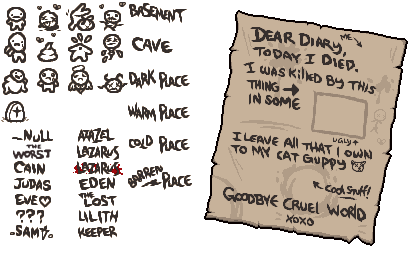 BASEMENT
CAVE
DARK PLACE
WARM PLACE
COLD PLACE
BARREN PLACE
~NULL
THE WORST
CAIN
JUDAS
EVE♡
???
-SAM-
AZAZEL
LAZARUS
LAZARUS
EDEN
THE LOST
LILITH
KEEPER
DEAR DIARY,
ME
TODAY I DIED.
I WAS KILLED BY THIS
THING →
IN SOME
UGLY↑
I LEAVE ALL THAT I OWN
TO MY CAT GUPPY
↖ COOL STUFF!
GOODBYE CRUEL WORLD
XOXO